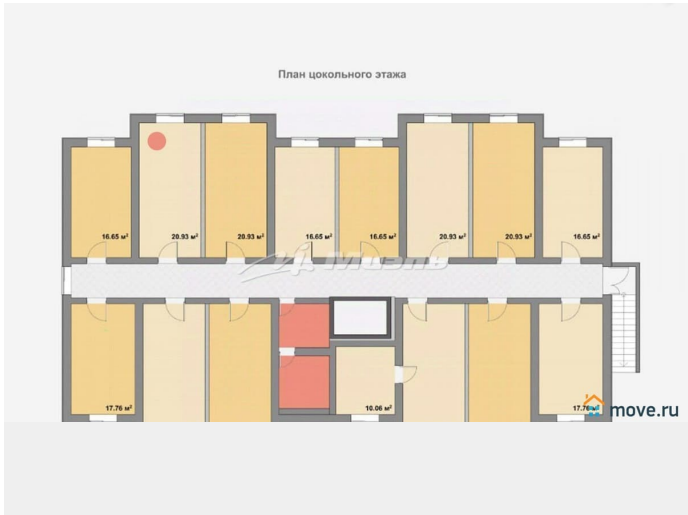 План цокольного этажа
16.65 м²
20.93 м²
20.93 м²
16.65 м²
16.65 м²
20.93 м²
20.93 м²
16.65 м²
Миэль
17.76 м²
10.06 м²
17.76 м²
move.ru